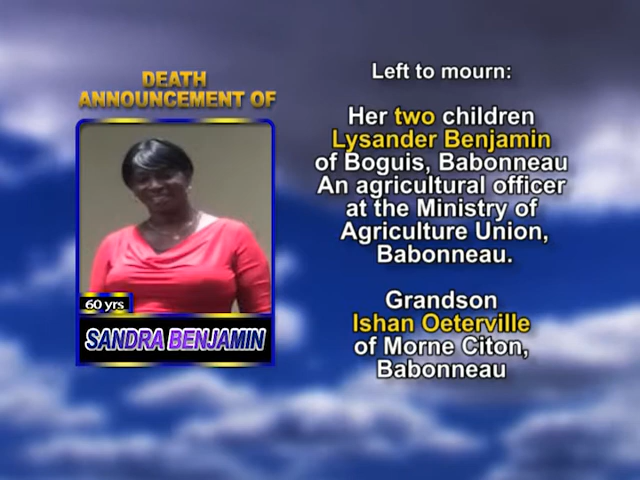 DEATH
ANNOUNCEMENT OF
60 yrs
SANDRA BENJAMIN
Left to mourn:
Her two children
Lysander Benjamin
of Boguis, Babonneau
An agricultural officer
at the Ministry of
Agriculture Union,
Babonneau.
Grandson
Ishan Oeterville
of Morne Citon,
Babonneau